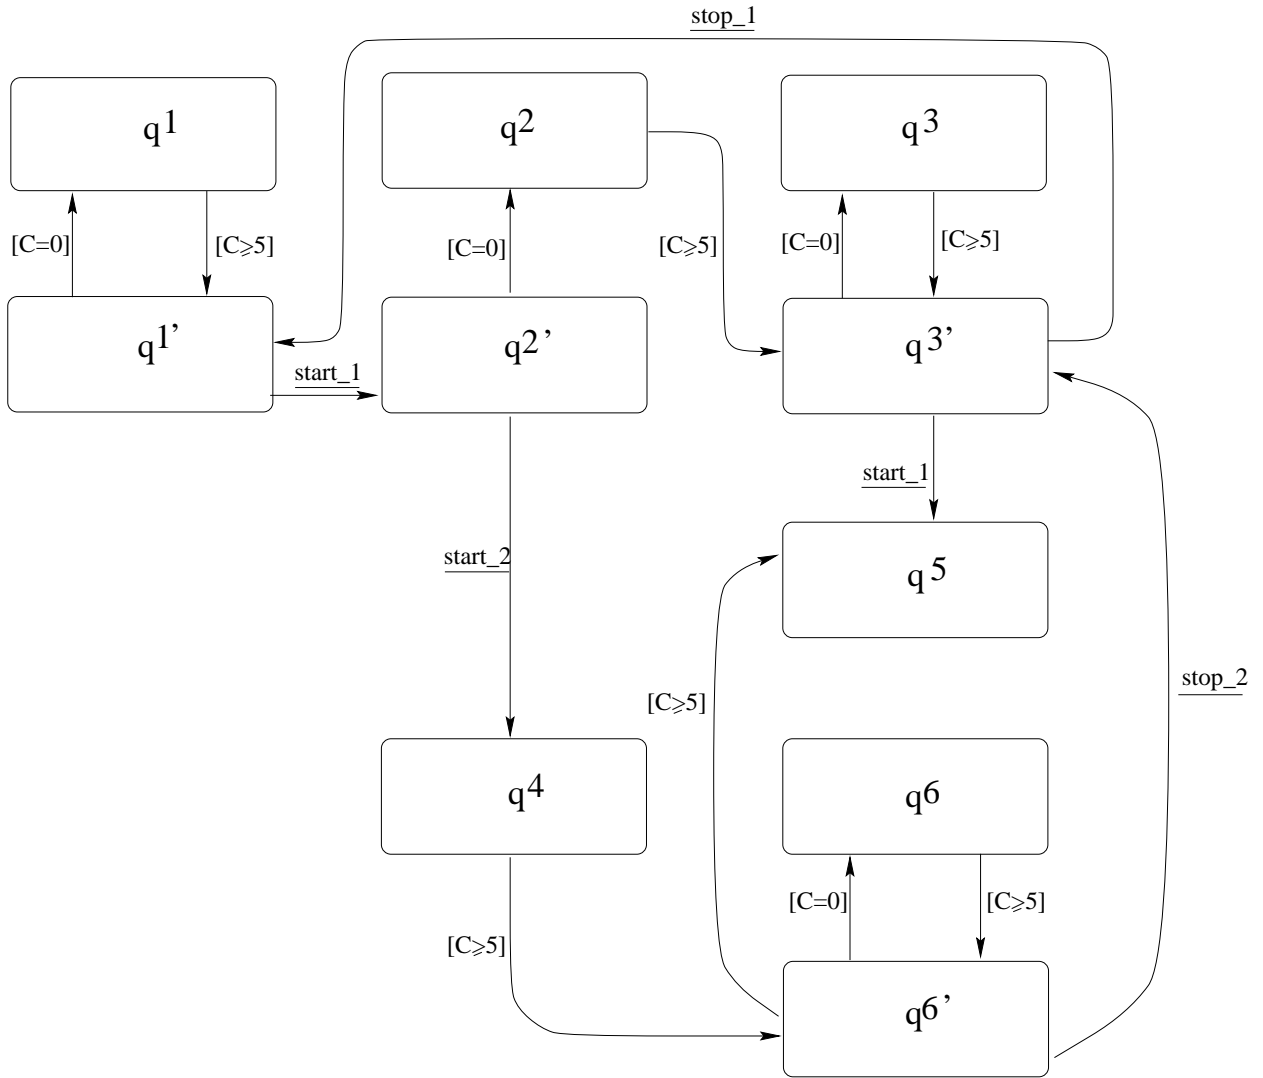 stop_1
q1
q2
q3
[C=0]
[C⩾5]
[C=0]
[C⩾5]
[C=0]
[C⩾5]
q1’
q2’
q3’
start_1
start_1
start_2
q5
stop_2
[C⩾5]
q4
q6
[C=0]
[C⩾5]
[C⩾5]
q6’